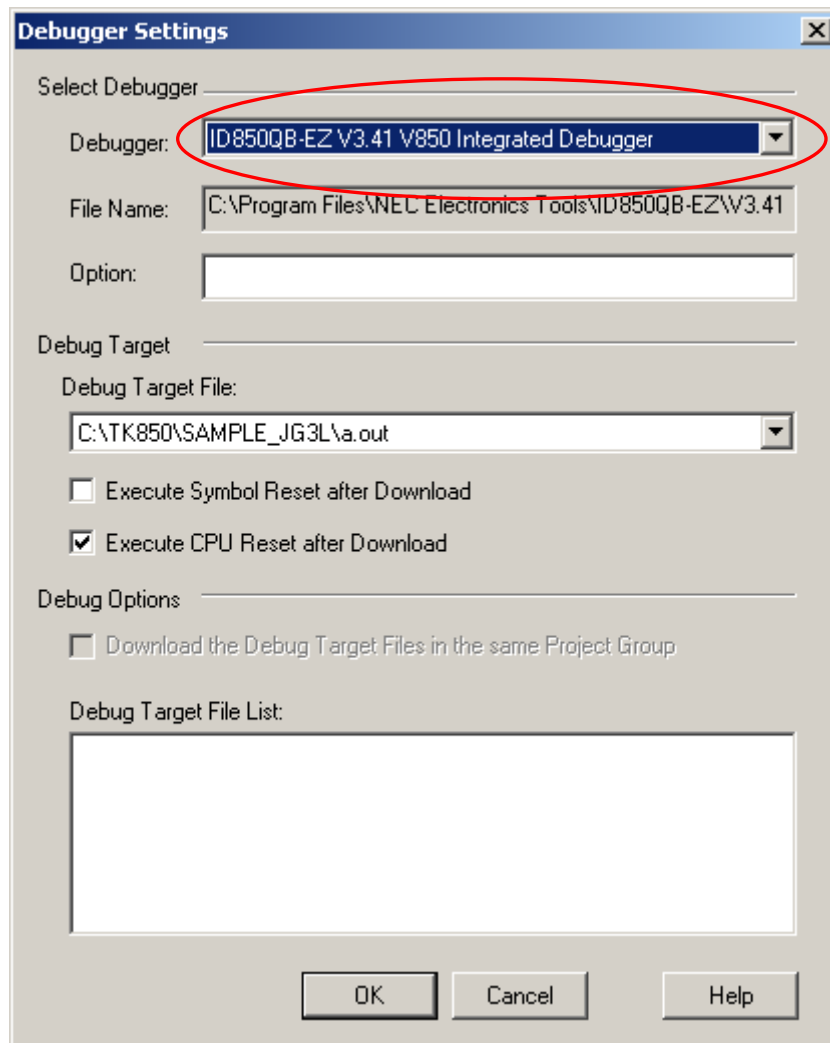 Debugger Settings
Select Debugger
Debugger: ID850QB-EZ V3.41 V850 Integrated Debugger
File Name: C:\Program Files\NEC Electronics Tools\ID850QB-EZ\V3.41
Option:
Debug Target
Debug Target File:
C:\TK850\SAMPLE_JG3L\a.out
Execute Symbol Reset after Download
Execute CPU Reset after Download
Debug Options
Download the Debug Target Files in the same Project Group
Debug Target File List:
OK Cancel Help